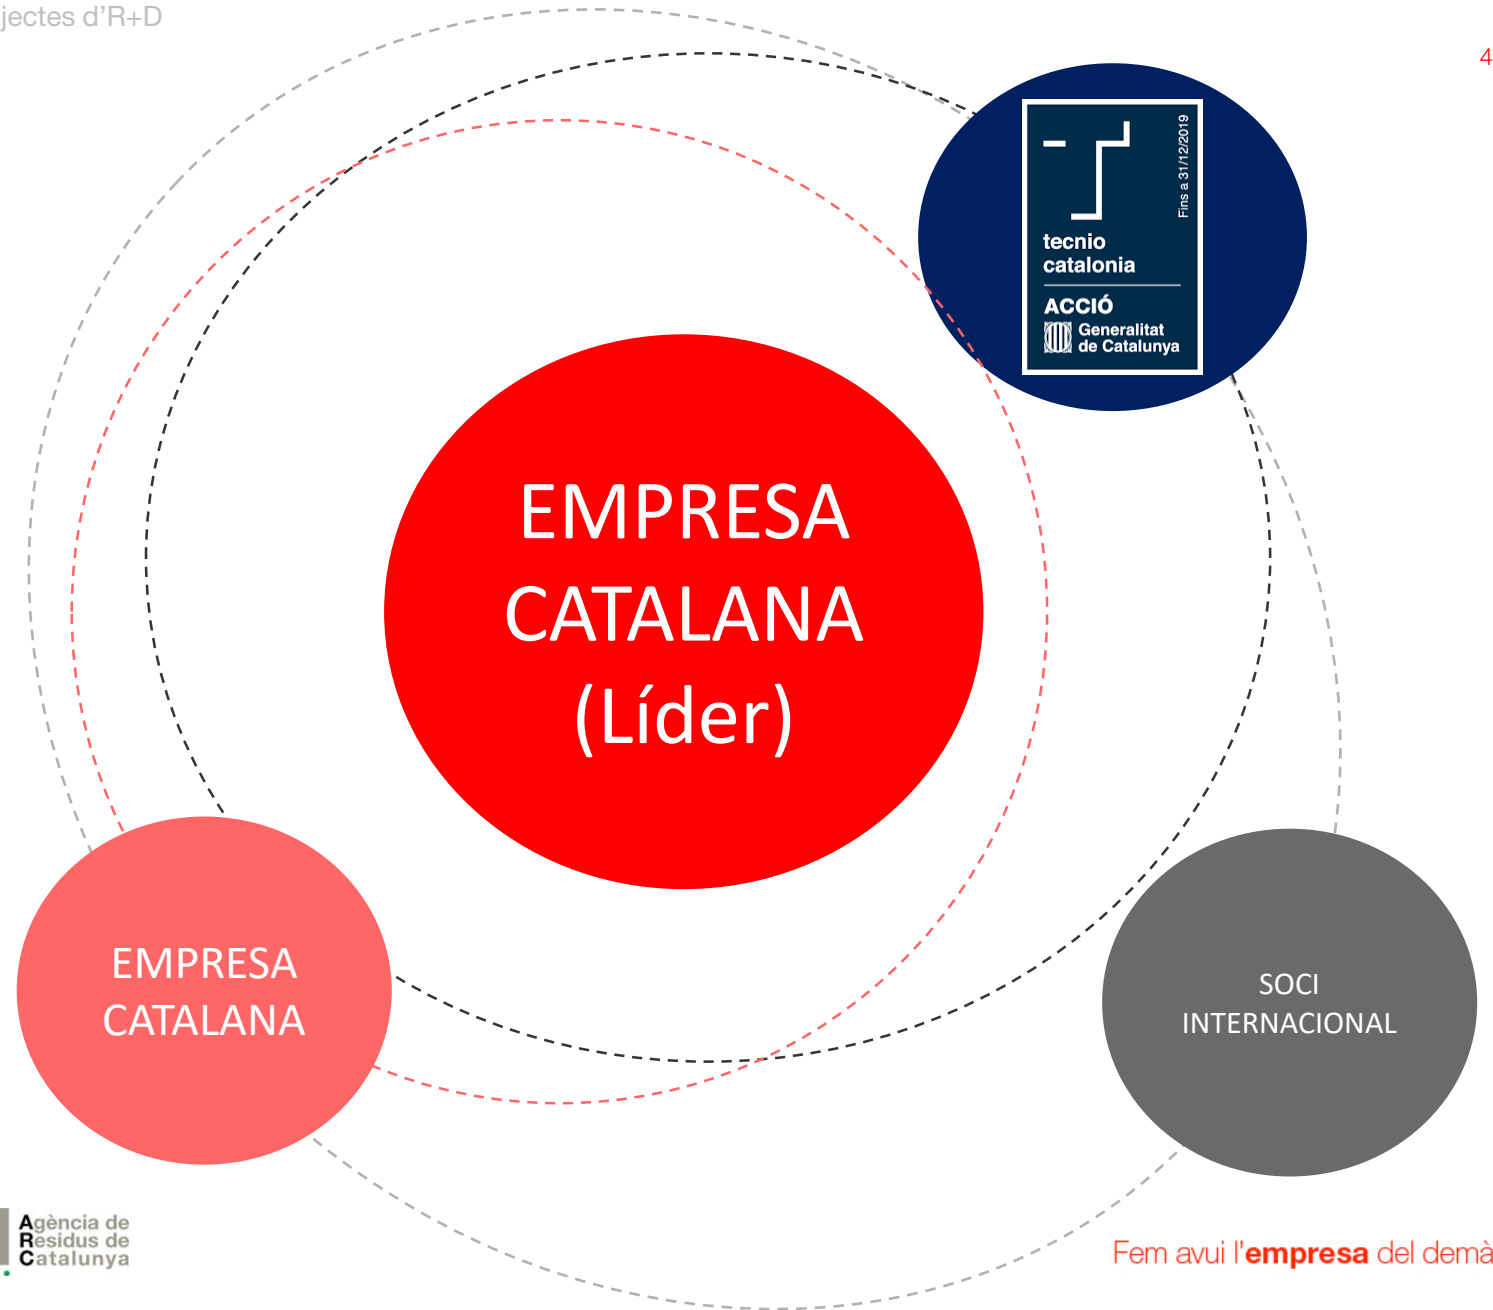 jectes d’R+D
4
Fins a 31/12/2019
tecnio
catalonia
ACCIÓ
Generalitat
de Catalunya
EMPRESA
CATALANA
(Líder)
EMPRESA
CATALANA
SOCI
INTERNACIONAL
Agència de
Residus de
Catalunya
Fem avui l'empresa del demà